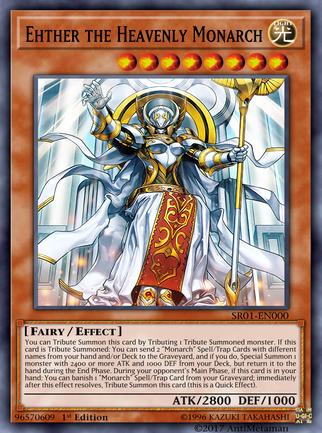 Ehther the Heavenly Monarch
LIGHT
光
SR01-EN000
[Fairy / Effect]
You can Tribute Summon this card by Tributing 1 Tribute Summoned monster. If this
card is Tribute Summoned: You can send 2 "Monarch" Spell/Trap Cards with different
names from your hand and/or Deck to the Graveyard, and if you do, Special Summon 1
monster with 2400 or more ATK and 1000 DEF from your Deck, but return it to
the hand during the End Phase. During your opponent's Main Phase, if this card is in your
hand: You can banish 1 "Monarch" Spell/Trap Card from your Graveyard; immediately
after this effect resolves, Tribute Summon this card (this is a Quick Effect).
ATK/2800 DEF/1000
96570609 1st Edition ©1996 KAZUKI TAKAHASHI
©2017 AntiMetaman